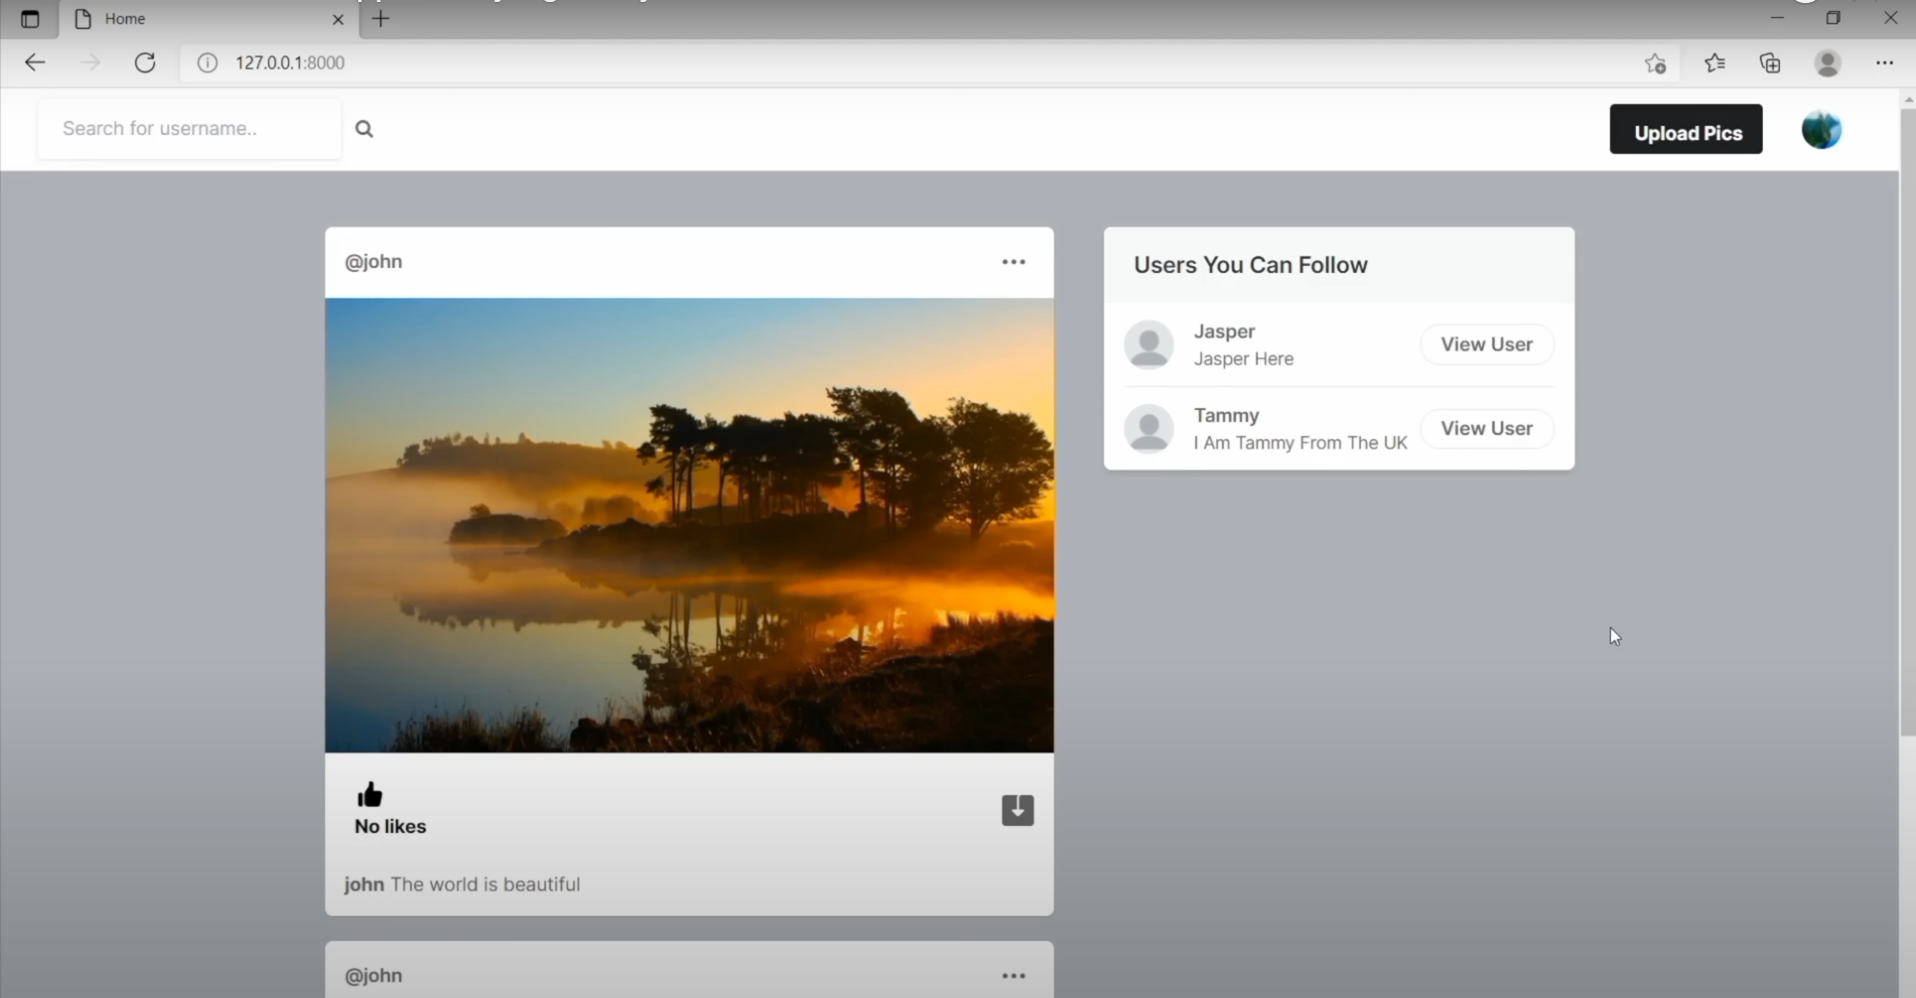 Home
127.0.0.1:8000
Search for username..
Upload Pics
@john
Users You Can Follow
Jasper
Jasper Here
View User
Tammy
I Am Tammy From The UK
View User
No likes
john The world is beautiful
@john